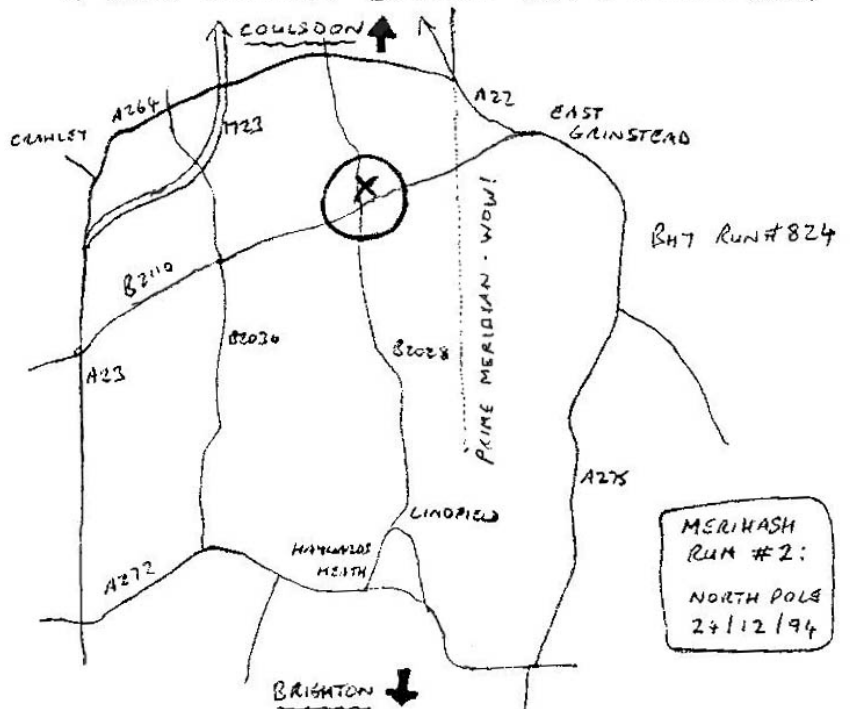 COULSDON
A264
M23
A22
CRAWLEY
EAST
GRINSTEAD
PRIME MERIDIAN - WOW!
BH7 RUN # 824
B2110
B2036
B2028
A23
A275
LINDFIELD
HAYWARDS
HEATH
A272
MERIHASH
RUN #2:
NORTH POLE
24/12/94
BRIGHTON